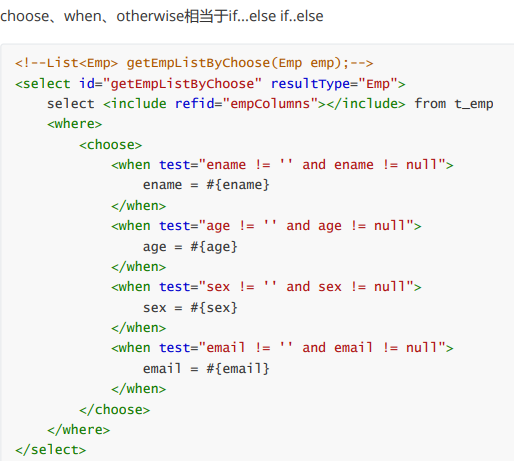 choose、when、otherwise相当于if...else if..else
<!--List<Emp> getEmpListByChoose(Emp emp);-->
<select id="getEmpListByChoose" resultType="Emp">
    select <include refid="empColumns"></include> from t_emp
    <where>
        <choose>
            <when test="ename != '' and ename != null">
                ename = #{ename}
            </when>
            <when test="age != '' and age != null">
                age = #{age}
            </when>
            <when test="sex != '' and sex != null">
                sex = #{sex}
            </when>
            <when test="email != '' and email != null">
                email = #{email}
            </when>
        </choose>
    </where>
</select>